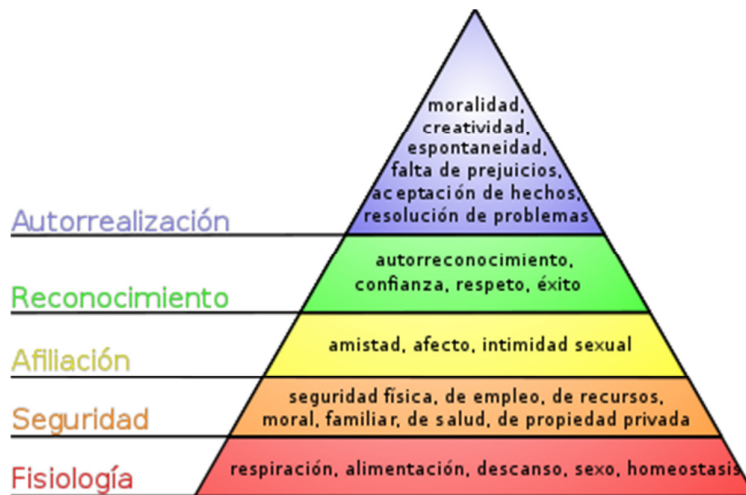 moralidad,
creatividad,
espontaneidad,
falta de prejuicios,
aceptación de hechos,
resolución de problemas
Autorrealización
autorreconocimiento,
confianza, respeto, éxito
Reconocimiento
amistad, afecto, intimidad sexual
Afiliación
seguridad física, de empleo, de recursos,
moral, familiar, de salud, de propiedad privada
Seguridad
respiración, alimentación, descanso, sexo, homeostasis
Fisiología